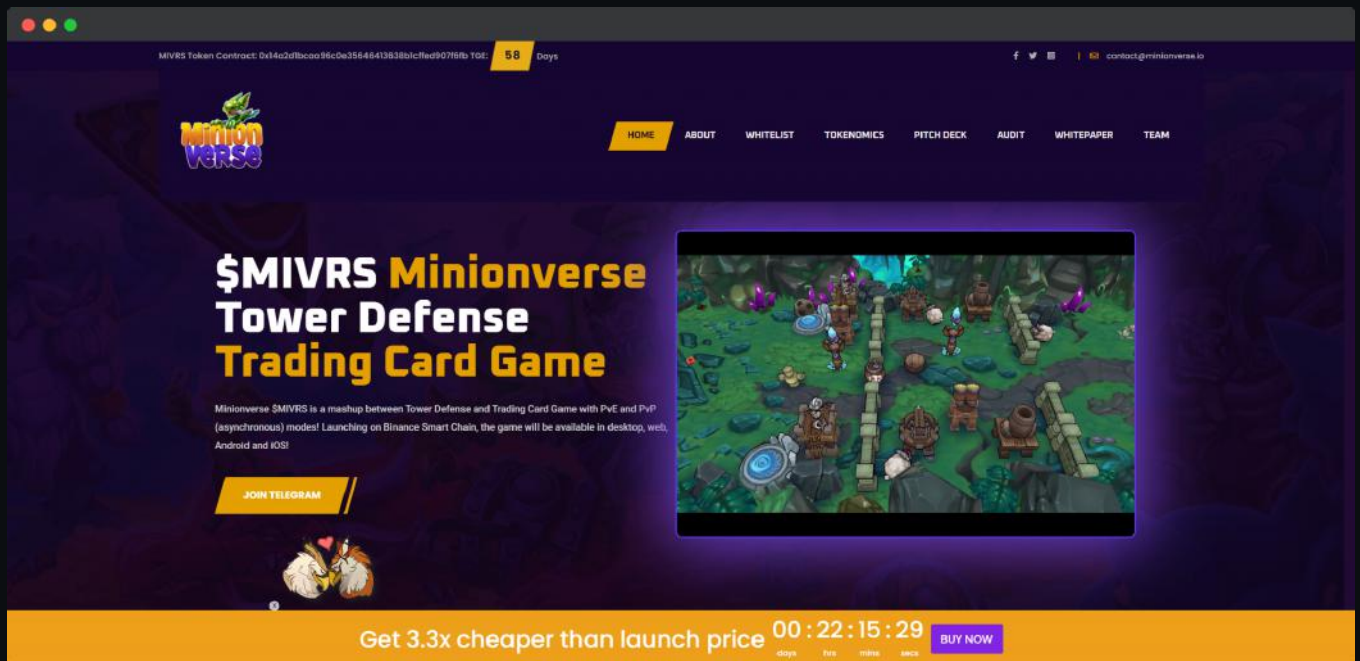 MIVRS Token Contract: 0x14a2d1bcaa96c0e35646413638b1cffed907f6fb TGE: 58 Days
contact@minionverse.io
Minion
Verse
HOME ABOUT WHITELIST TOKENOMICS PITCH DECK AUDIT WHITEPAPER TEAM
$MIVRS Minionverse
Tower Defense
Trading Card Game
Minionverse $MIVRS is a mashup between Tower Defense and Trading Card Game with PvE and PvP
(asynchronous) modes! Launching on Binance Smart Chain, the game will be available in desktop, web,
Android and iOS!
JOIN TELEGRAM
Get 3.3x cheaper than launch price 00 : 22 : 15 : 29 BUY NOW
days hrs mins secs